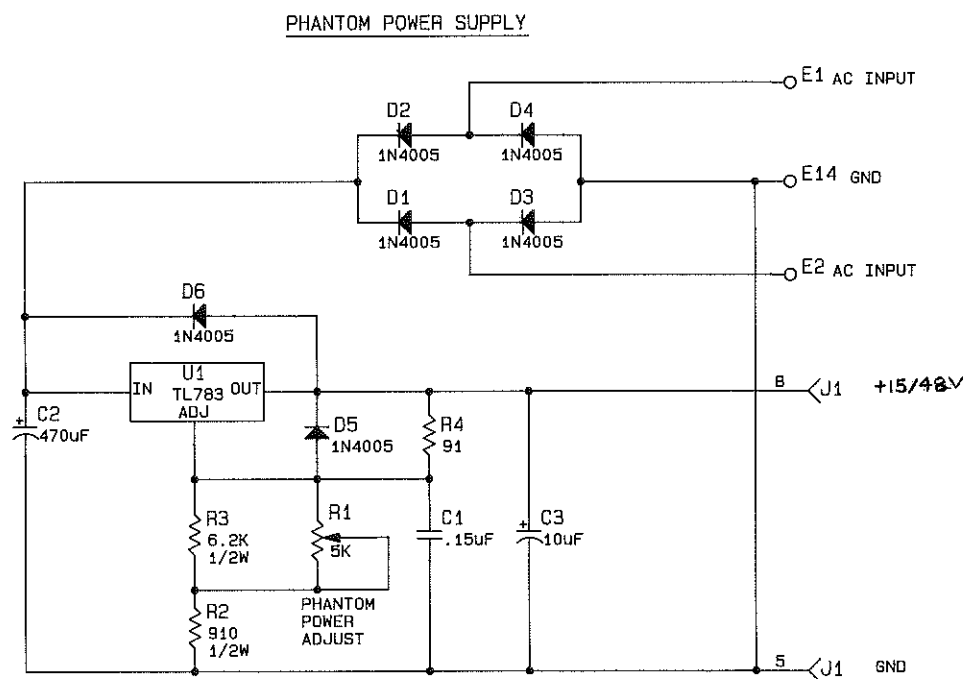 PHANTOM POWER SUPPLY
E1 AC INPUT
D2
1N4005
D4
1N4005
E14 GND
D1
1N4005
D3
1N4005
E2 AC INPUT
D6
1N4005
U1
IN TL783 OUT
ADJ
8 J1 +15/48V
C2
470uF
+
D5
1N4005
R4
91
R3
6.2K
1/2W
R1
5K
C1
.15uF
+
C3
10uF
PHANTOM
POWER
ADJUST
R2
910
1/2W
5 J1 GND